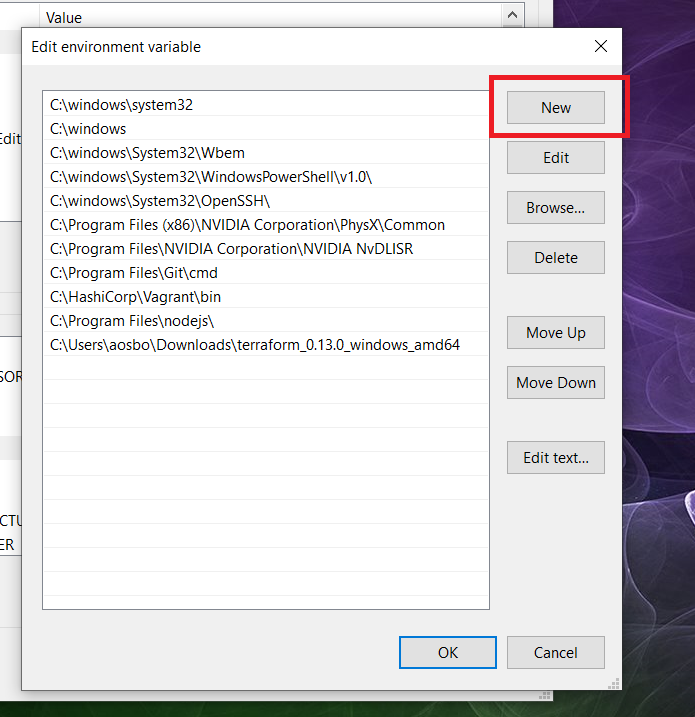 Value
Edit environment variable
C:\windows\system32
C:\windows
C:\windows\System32\Wbem
C:\windows\System32\WindowsPowerShell\v1.0\
C:\windows\System32\OpenSSH\
C:\Program Files (x86)\NVIDIA Corporation\PhysX\Common
C:\Program Files\NVIDIA Corporation\NVIDIA NvDLISR
C:\Program Files\Git\cmd
C:\HashiCorp\Vagrant\bin
C:\Program Files\nodejs\
C:\Users\aosbo\Downloads\terraform_0.13.0_windows_amd64
New
Edit
Browse...
Delete
Move Up
Move Down
Edit text...
OK
Cancel
Edit
SOR
CTU
ER